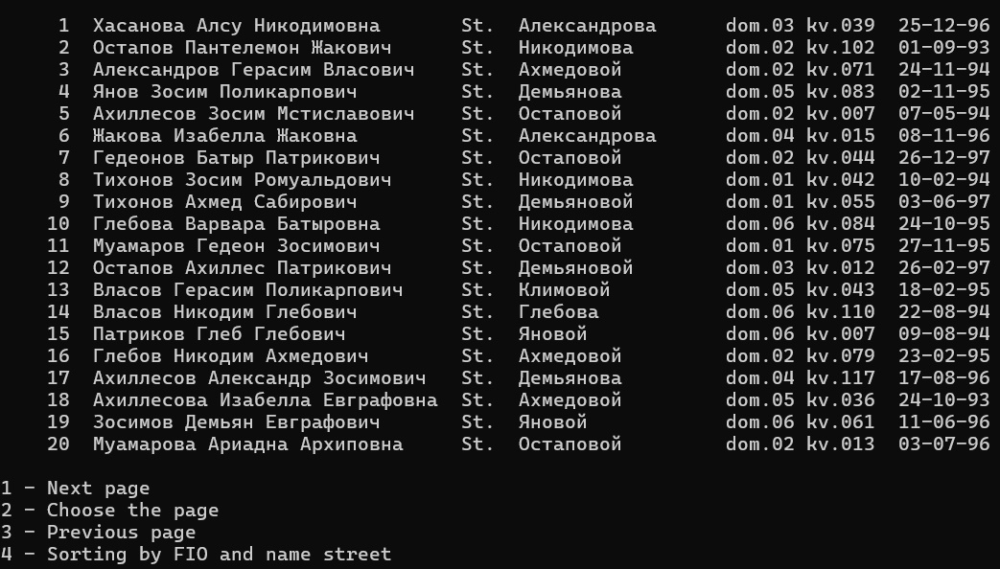 1 Хасанова Алсу Никодимовна St. Александрова dom.03 kv.039 25-12-96
2 Остапов Пантелемон Жакович St. Никодимова dom.02 kv.102 01-09-93
3 Александров Герасим Власович St. Ахмедовой dom.02 kv.071 24-11-94
4 Янов Зосим Поликарпович St. Демьянова dom.05 kv.083 02-11-95
5 Ахиллесов Зосим Мстиславович St. Остаповой dom.02 kv.007 07-05-94
6 Жакова Изабелла Жаковна St. Александрова dom.04 kv.015 08-11-96
7 Гедеонов Батыр Патрикович St. Остаповой dom.02 kv.044 26-12-97
8 Тихонов Зосим Ромуальдович St. Никодимова dom.01 kv.042 10-02-94
9 Тихонов Ахмед Сабирович St. Демьяновой dom.01 kv.055 03-06-97
10 Глебова Варвара Батыровна St. Никодимова dom.06 kv.084 24-10-95
11 Муамаров Гедеон Зосимович St. Остаповой dom.01 kv.075 27-11-95
12 Остапов Ахиллес Патрикович St. Демьяновой dom.03 kv.012 26-02-97
13 Власов Герасим Поликарпович St. Климовой dom.05 kv.043 18-02-95
14 Власов Никодим Глебович St. Глебова dom.06 kv.110 22-08-94
15 Патриков Глеб Глебович St. Яновой dom.06 kv.007 09-08-94
16 Глебов Никодим Ахмедович St. Ахмедовой dom.02 kv.079 23-02-95
17 Ахиллесов Александр Зосимович St. Демьянова dom.04 kv.117 17-08-96
18 Ахиллесова Изабелла Евграфовна St. Ахмедовой dom.05 kv.036 24-10-93
19 Зосимов Демьян Евграфович St. Яновой dom.06 kv.061 11-06-96
20 Муамарова Ариадна Архиповна St. Остаповой dom.02 kv.013 03-07-96
1 - Next page
2 - Choose the page
3 - Previous page
4 - Sorting by FIO and name street